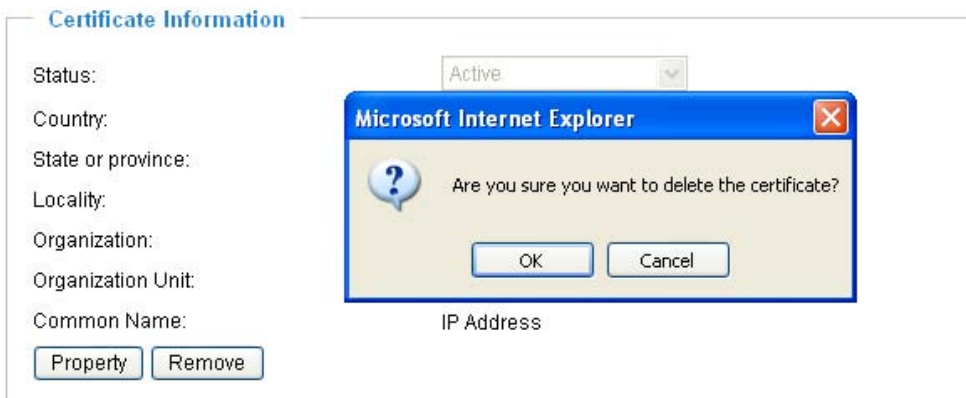 Certificate Information
Status: Active
Country:
Microsoft Internet Explorer
State or province:
Are you sure you want to delete the certificate?
Locality:
Organization:
OK Cancel
Organization Unit:
Common Name: IP Address
Property Remove